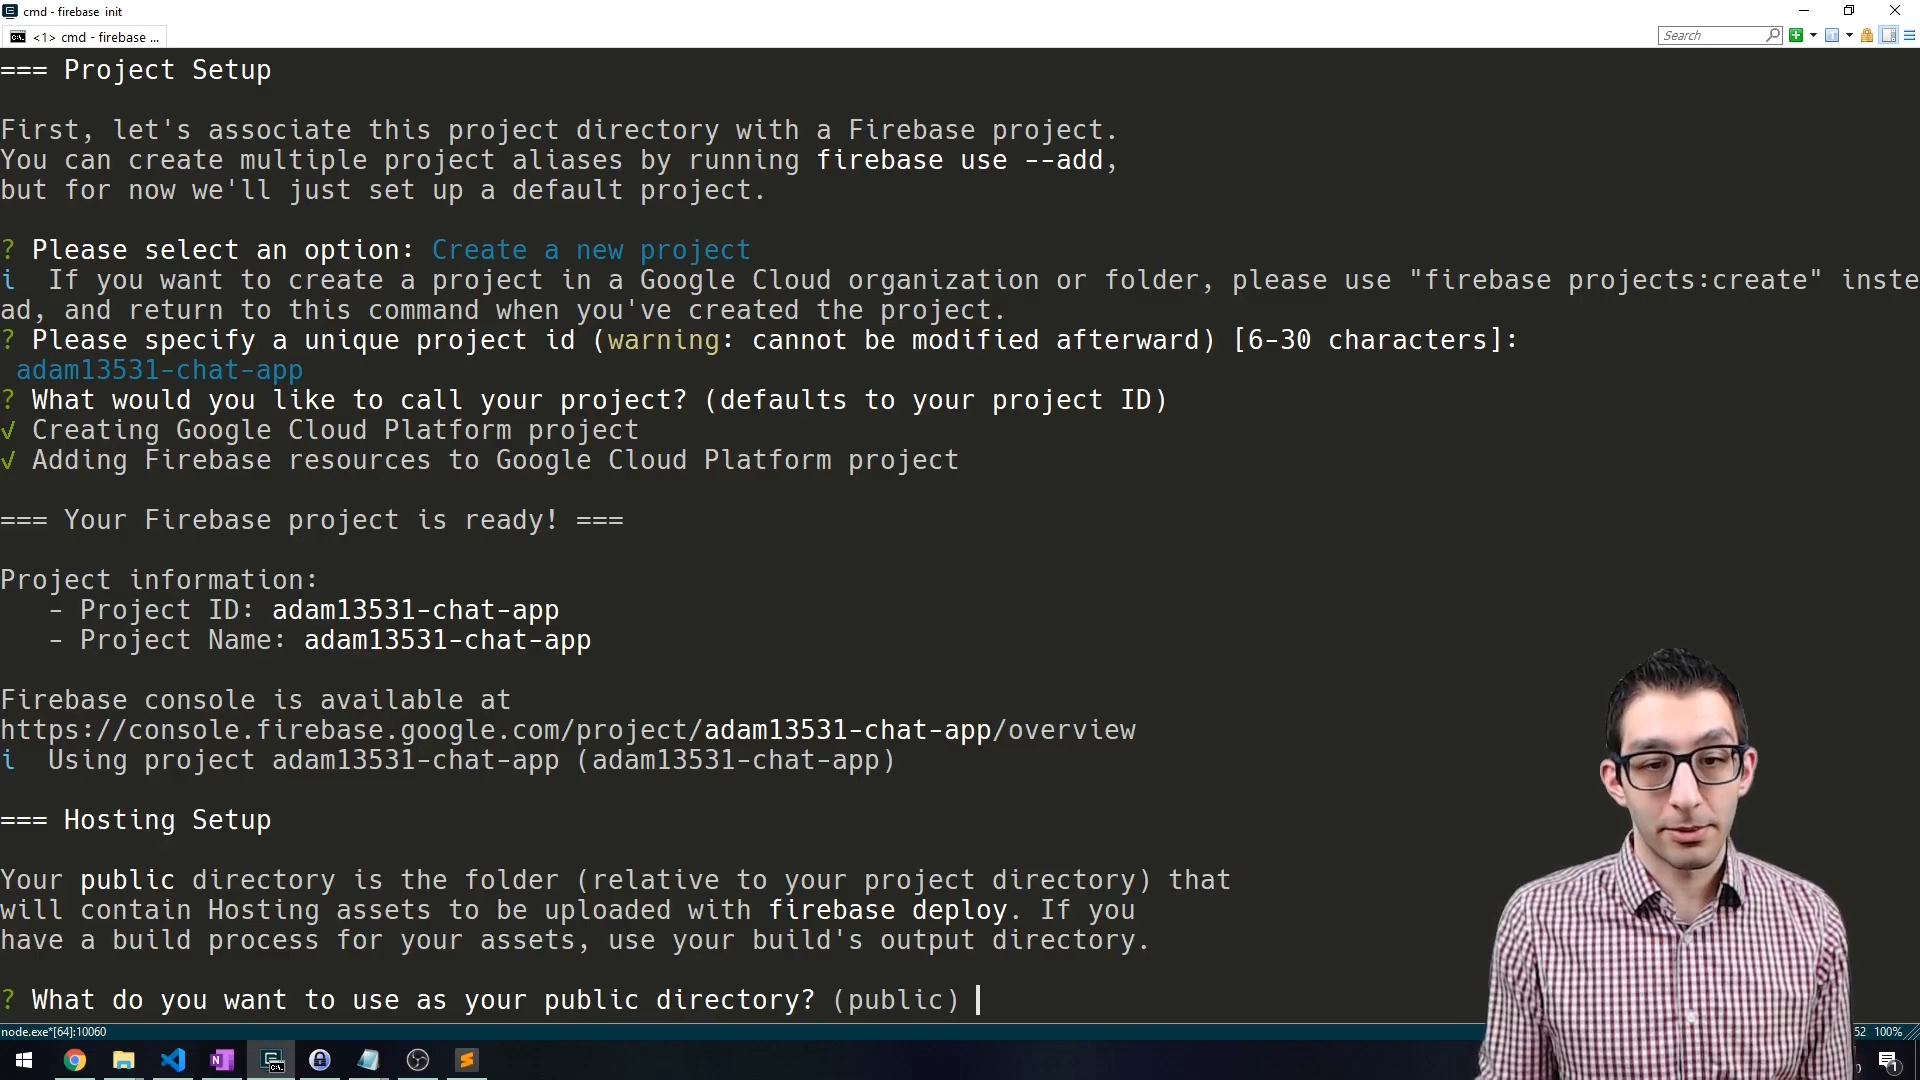 cmd - firebase init
<1> cmd - firebase ...
Search
=== Project Setup
First, let's associate this project directory with a Firebase project.
You can create multiple project aliases by running firebase use --add,
but for now we'll just set up a default project.
? Please select an option: Create a new project
i  If you want to create a project in a Google Cloud organization or folder, please use "firebase projects:create" inste
ad, and return to this command when you've created the project.
? Please specify a unique project id (warning: cannot be modified afterward) [6-30 characters]:
 adam13531-chat-app
? What would you like to call your project? (defaults to your project ID)
√ Creating Google Cloud Platform project
√ Adding Firebase resources to Google Cloud Platform project
=== Your Firebase project is ready! ===
Project information:
   - Project ID: adam13531-chat-app
   - Project Name: adam13531-chat-app
Firebase console is available at
https://console.firebase.google.com/project/adam13531-chat-app/overview
i  Using project adam13531-chat-app (adam13531-chat-app)
=== Hosting Setup
Your public directory is the folder (relative to your project directory) that
will contain Hosting assets to be uploaded with firebase deploy. If you
have a build process for your assets, use your build's output directory.
? What do you want to use as your public directory? (public)
node.exe*[64]:10060
52 100%